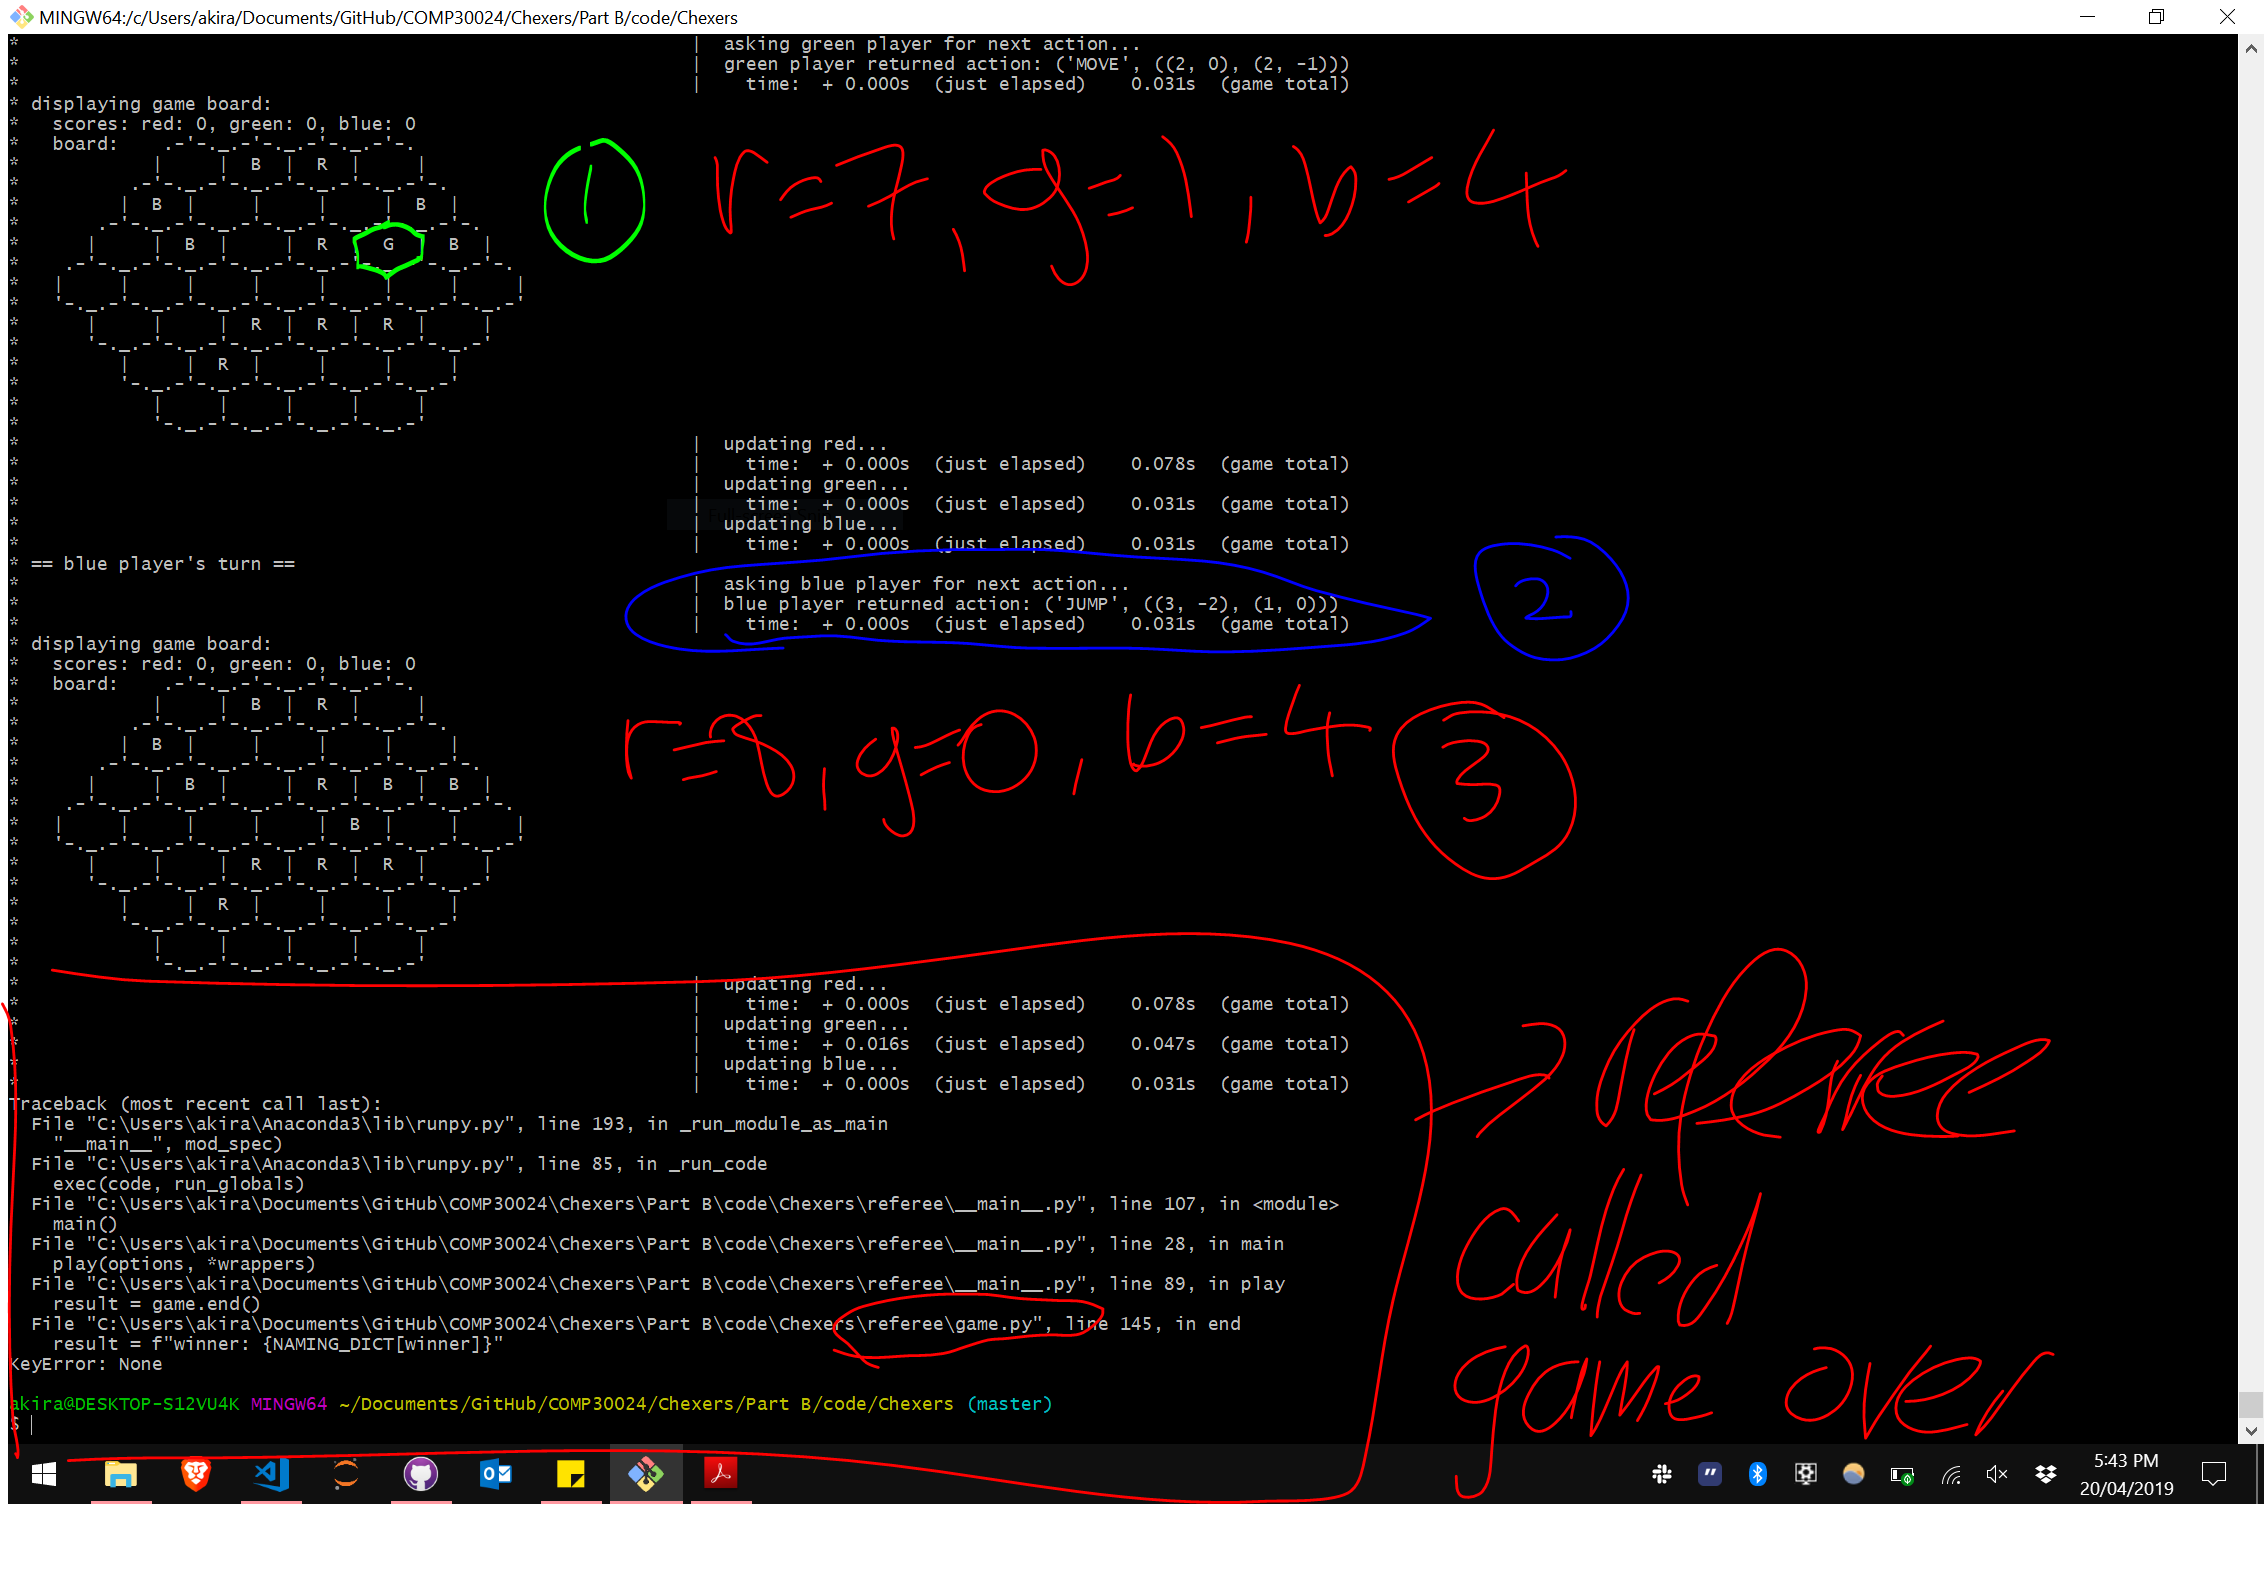 MINGW64:/c/Users/akira/Documents/GitHub/COMP30024/Chexers/Part B/code/Chexers
* | asking green player for next action...
* | green player returned action: ('MOVE', ((2, 0), (2, -1)))
* | time: + 0.000s (just elapsed) 0.031s (game total)
* displaying game board:
* scores: red: 0, green: 0, blue: 0
* board: .-'-._.-'-._.-'-._.-'-.
* | | B | R | |
* .-'-._.-'-._.-'-._.-'-._.-'-.
* | B | | | | B |
* .-'-._.-'-._.-'-._.-'-._.-'-._.-'-.
* | | B | | R | G | B |
* .-'-._.-'-._.-'-._.-'-._.-'-._.-'-._.-'-.
* | | | | | | | |
* '-._.-'-._.-'-._.-'-._.-'-._.-'-._.-'-._.-'
* | | | R | R | R | |
* '-._.-'-._.-'-._.-'-._.-'-._.-'-._.-'
* | | R | | | |
* '-._.-'-._.-'-._.-'-._.-'-._.-'
* | | | | |
* '-._.-'-._.-'-._.-'-._.-'
1 r=7, g=1, b=4
* | updating red...
* | time: + 0.000s (just elapsed) 0.078s (game total)
* | updating green...
* | time: + 0.000s (just elapsed) 0.031s (game total)
* | updating blue...
* | time: + 0.000s (just elapsed) 0.031s (game total)
* == blue player's turn ==
* | asking blue player for next action...
* | blue player returned action: ('JUMP', ((3, -2), (1, 0)))
* | time: + 0.000s (just elapsed) 0.031s (game total)
2
* displaying game board:
* scores: red: 0, green: 0, blue: 0
* board: .-'-._.-'-._.-'-._.-'-.
* | | B | R | |
* .-'-._.-'-._.-'-._.-'-._.-'-.
* | B | | | | |
* .-'-._.-'-._.-'-._.-'-._.-'-._.-'-.
* | | B | | R | B | B |
* .-'-._.-'-._.-'-._.-'-._.-'-._.-'-._.-'-.
* | | | | | B | | |
* '-._.-'-._.-'-._.-'-._.-'-._.-'-._.-'-._.-'
* | | | R | R | R | |
* '-._.-'-._.-'-._.-'-._.-'-._.-'-._.-'
* | | R | | | |
* '-._.-'-._.-'-._.-'-._.-'-._.-'
* | | | | |
* '-._.-'-._.-'-._.-'-._.-'
r=8, g=0, b=4 3
* | updating red...
* | time: + 0.000s (just elapsed) 0.078s (game total)
* | updating green...
* | time: + 0.016s (just elapsed) 0.047s (game total)
* | updating blue...
* | time: + 0.000s (just elapsed) 0.031s (game total)
Traceback (most recent call last):
File "C:\Users\akira\Anaconda3\lib\runpy.py", line 193, in _run_module_as_main
"__main__", mod_spec)
File "C:\Users\akira\Anaconda3\lib\runpy.py", line 85, in _run_code
exec(code, run_globals)
File "C:\Users\akira\Documents\GitHub\COMP30024\Chexers\Part B\code\Chexers\referee\__main__.py", line 107, in <module>
main()
File "C:\Users\akira\Documents\GitHub\COMP30024\Chexers\Part B\code\Chexers\referee\__main__.py", line 28, in main
play(options, *wrappers)
File "C:\Users\akira\Documents\GitHub\COMP30024\Chexers\Part B\code\Chexers\referee\__main__.py", line 89, in play
result = game.end()
File "C:\Users\akira\Documents\GitHub\COMP30024\Chexers\Part B\code\Chexers\referee\game.py", line 145, in end
result = f"winner: {NAMING_DICT[winner]}"
KeyError: None
akira@DESKTOP-S12VU4K MINGW64 ~/Documents/GitHub/COMP30024/Chexers/Part B/code/Chexers (master)
$
referee
called
game over
5:43 PM
20/04/2019